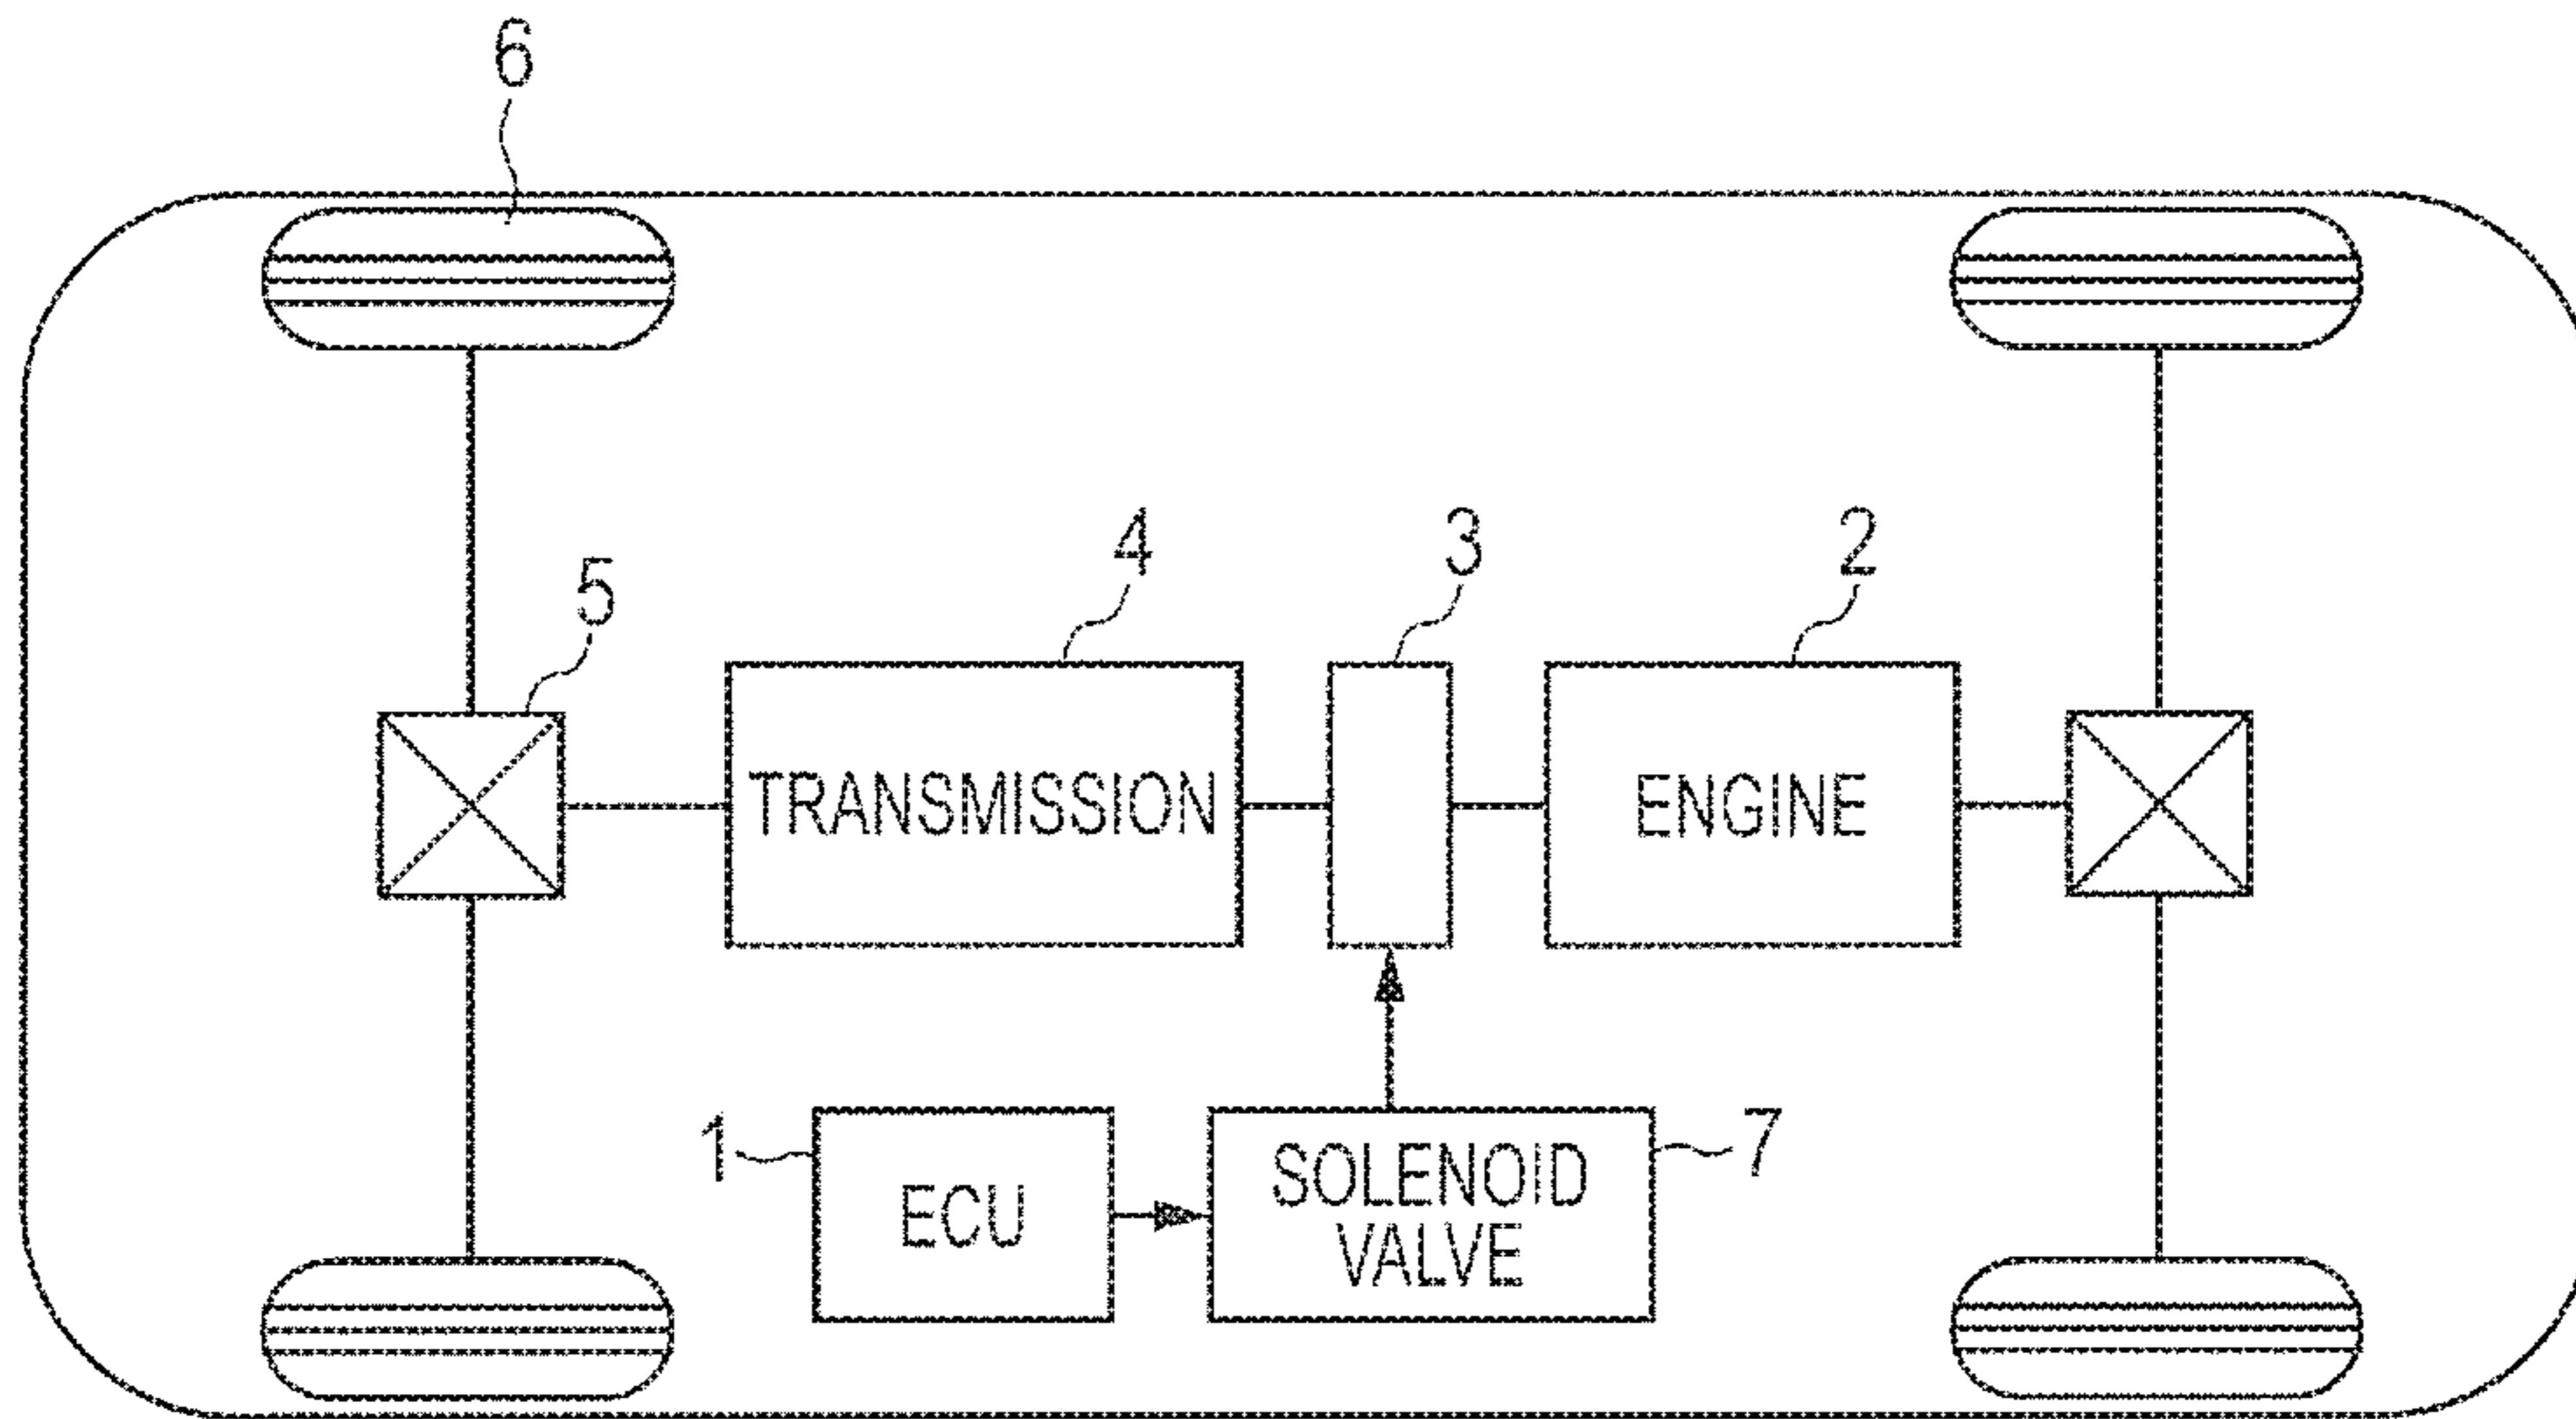 6
4
3
2
5
TRANSMISSION
ENGINE
1
ECU
SOLENOID
VALVE
7